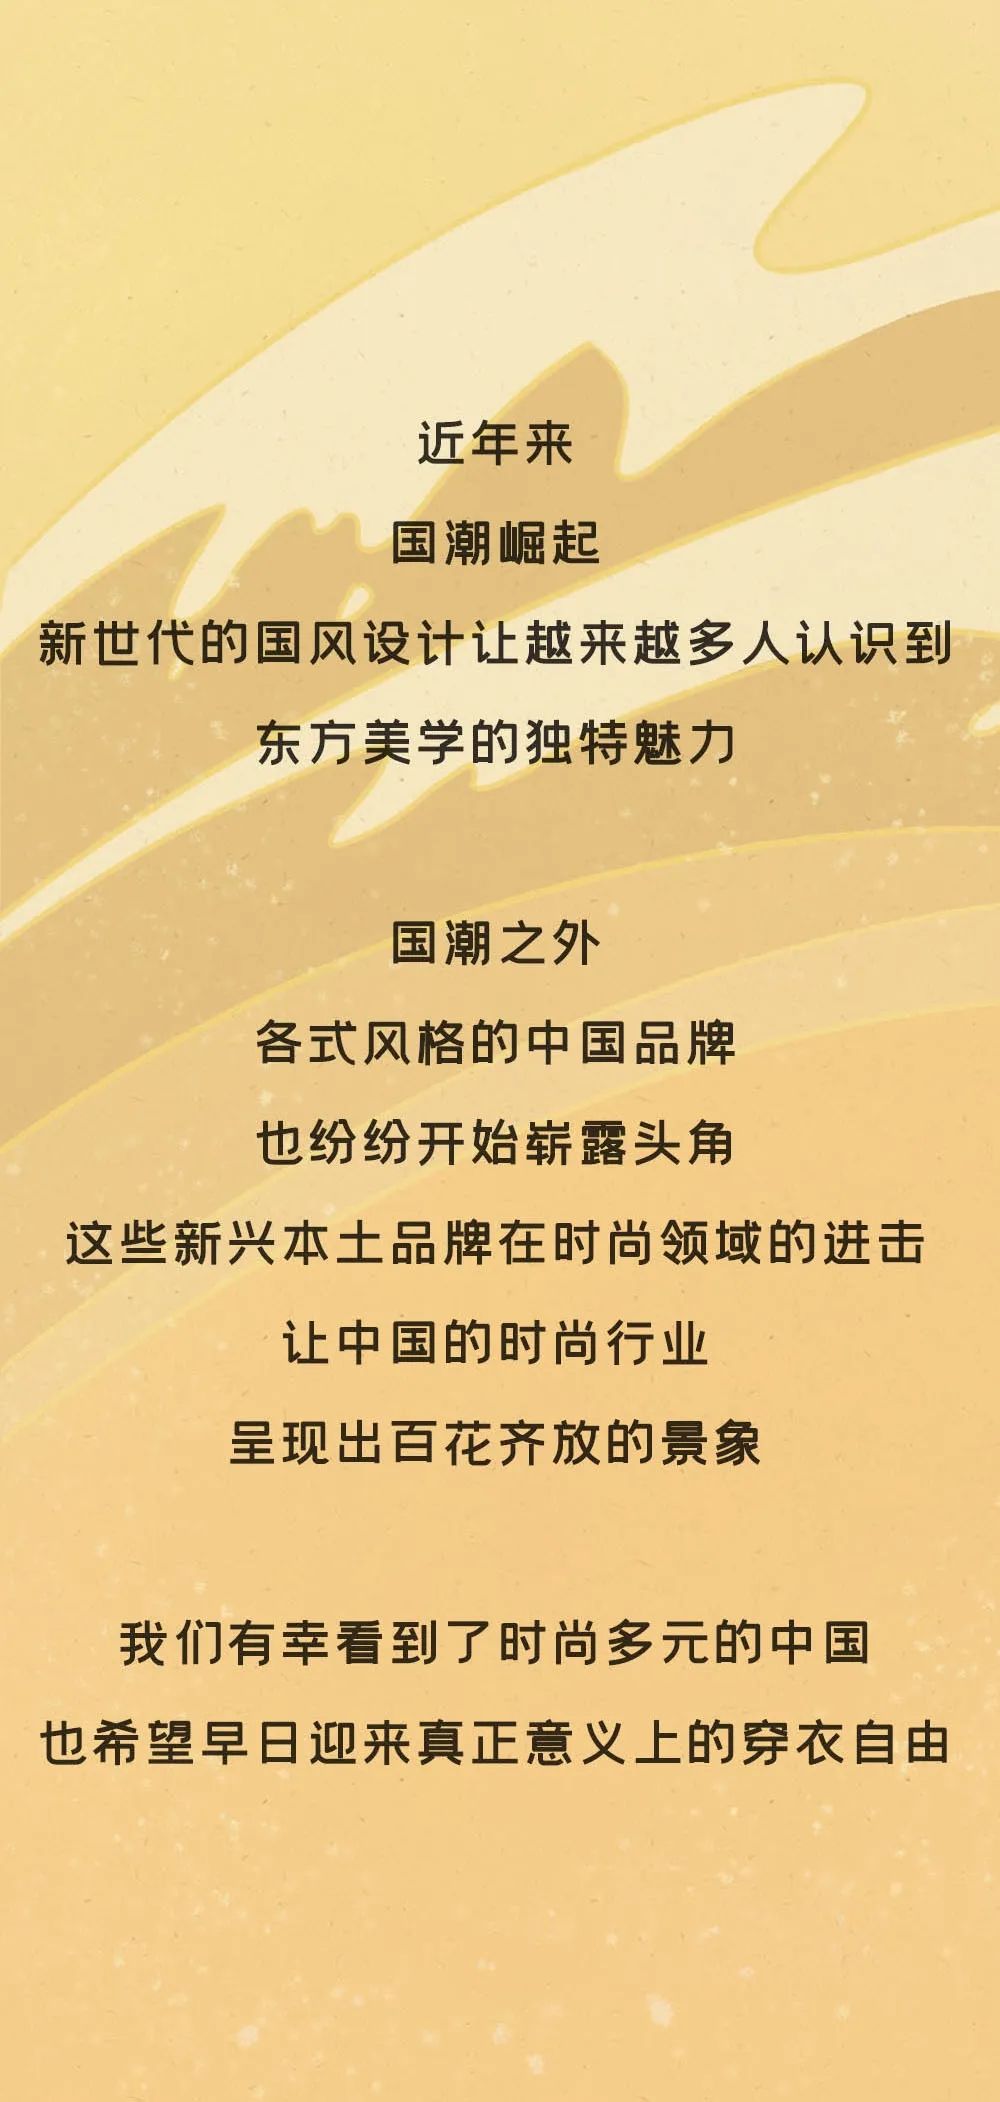 近年来
国潮崛起
新世代的国风设计让越来越多人认识到
东方美学的独特魅力
国潮之外
各式风格的中国品牌
也纷纷开始崭露头角
这些新兴本土品牌在时尚领域的进击
让中国的时尚行业
呈现出百花齐放的景象
我们有幸看到了时尚多元的中国
也希望早日迎来真正意义上的穿衣自由